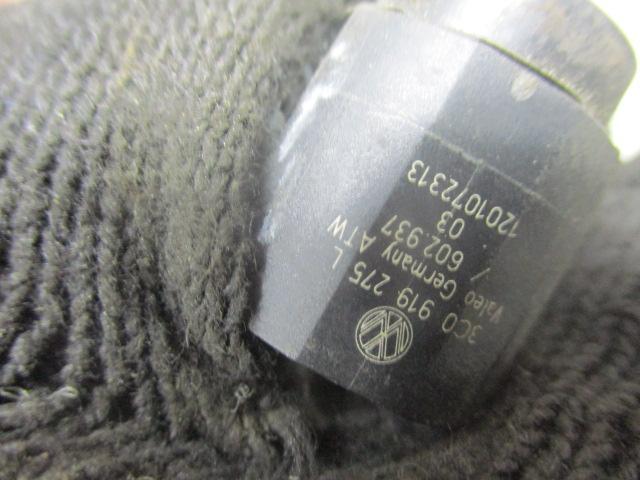 3C0 919 275 L
Valeo Germany ATW
/ 602.937
03
1201072313